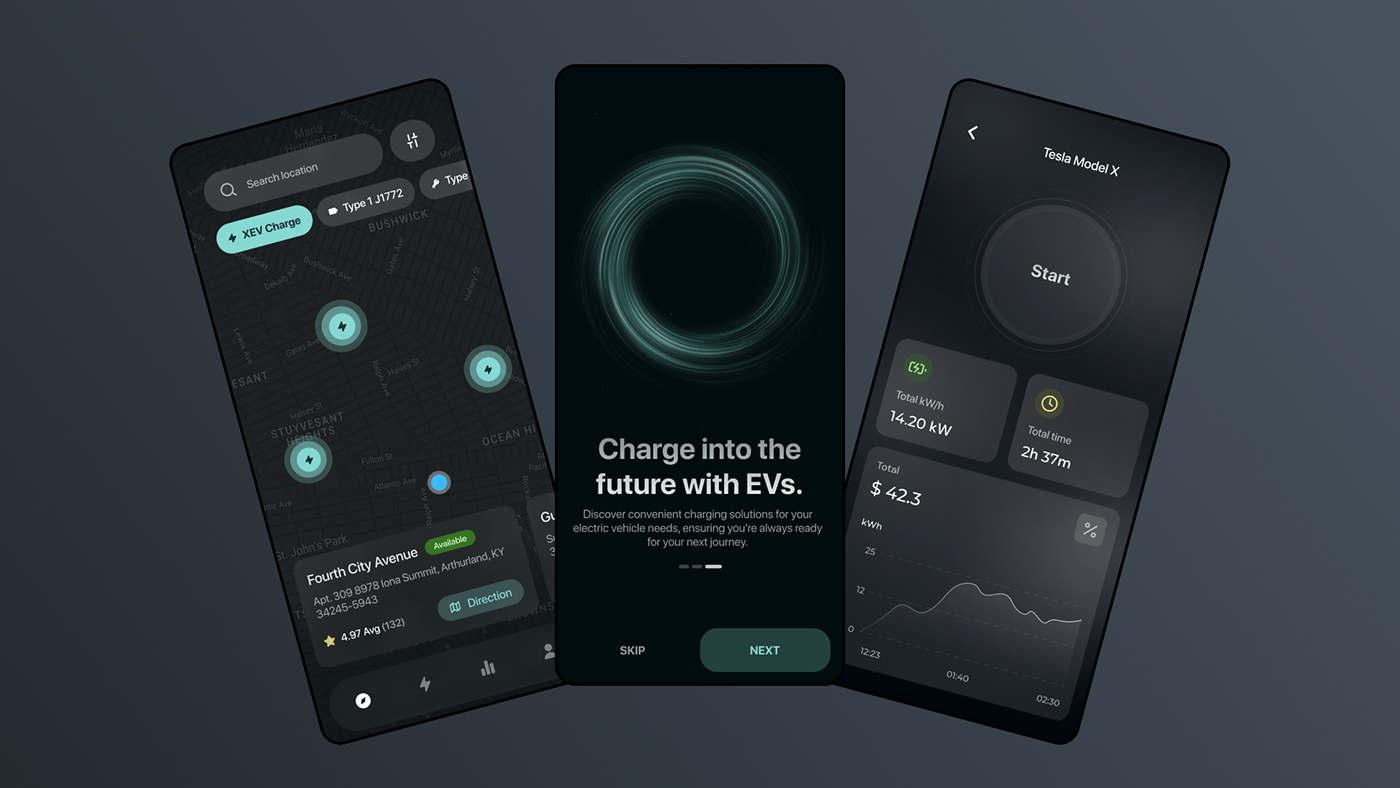 Wyckoff Ave
Maria
Hernandez
Search location
XEV Charge
Type 1 J1772
Type
BUSHWICK
Bushwick Ave
Dekalb Ave
Gates Ave
Halsey St
Lewis Ave
Gates Ave
Ralph Ave
Halsey St
ESANT
Halsey St
STUYVESANT
HEIGHTS
OCEAN HI
Fulton St
Atlantic Ave
ntic Ave
St. John's Park
Fourth City Avenue
Available
Apt. 309 8978 Iona Summit, Arthurland, KY
34245-5943
4.97 Avg (132)
Direction
Gu
Charge into the
future with EVs.
Discover convenient charging solutions for your
electric vehicle needs, ensuring you're always ready
for your next journey.
SKIP
NEXT
Tesla Model X
Start
Total kW/h
14.20 kW
Total time
2h 37m
Total
$ 42.3
%
kWh
25
12
0
12:23
01:40
02:30